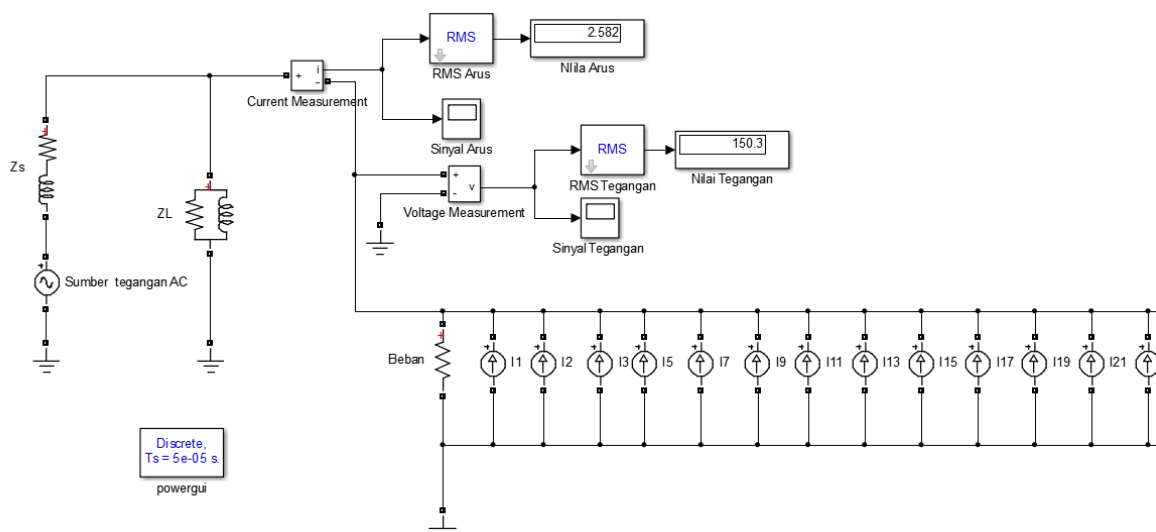 RMS
RMS Arus
2.582
NIila Arus
i
+
-
Current Measurement
Sinyal Arus
Zs
ZL
+
-
v
Voltage Measurement
RMS
RMS Tegangan
150.3
Nilai Tegangan
Sinyal Tegangan
Sumber tegangan AC
Beban
I1
I2
I3
I5
I7
I9
I11
I13
I15
I17
I19
I21
Discrete,
Ts = 5e-05 s.
powergui